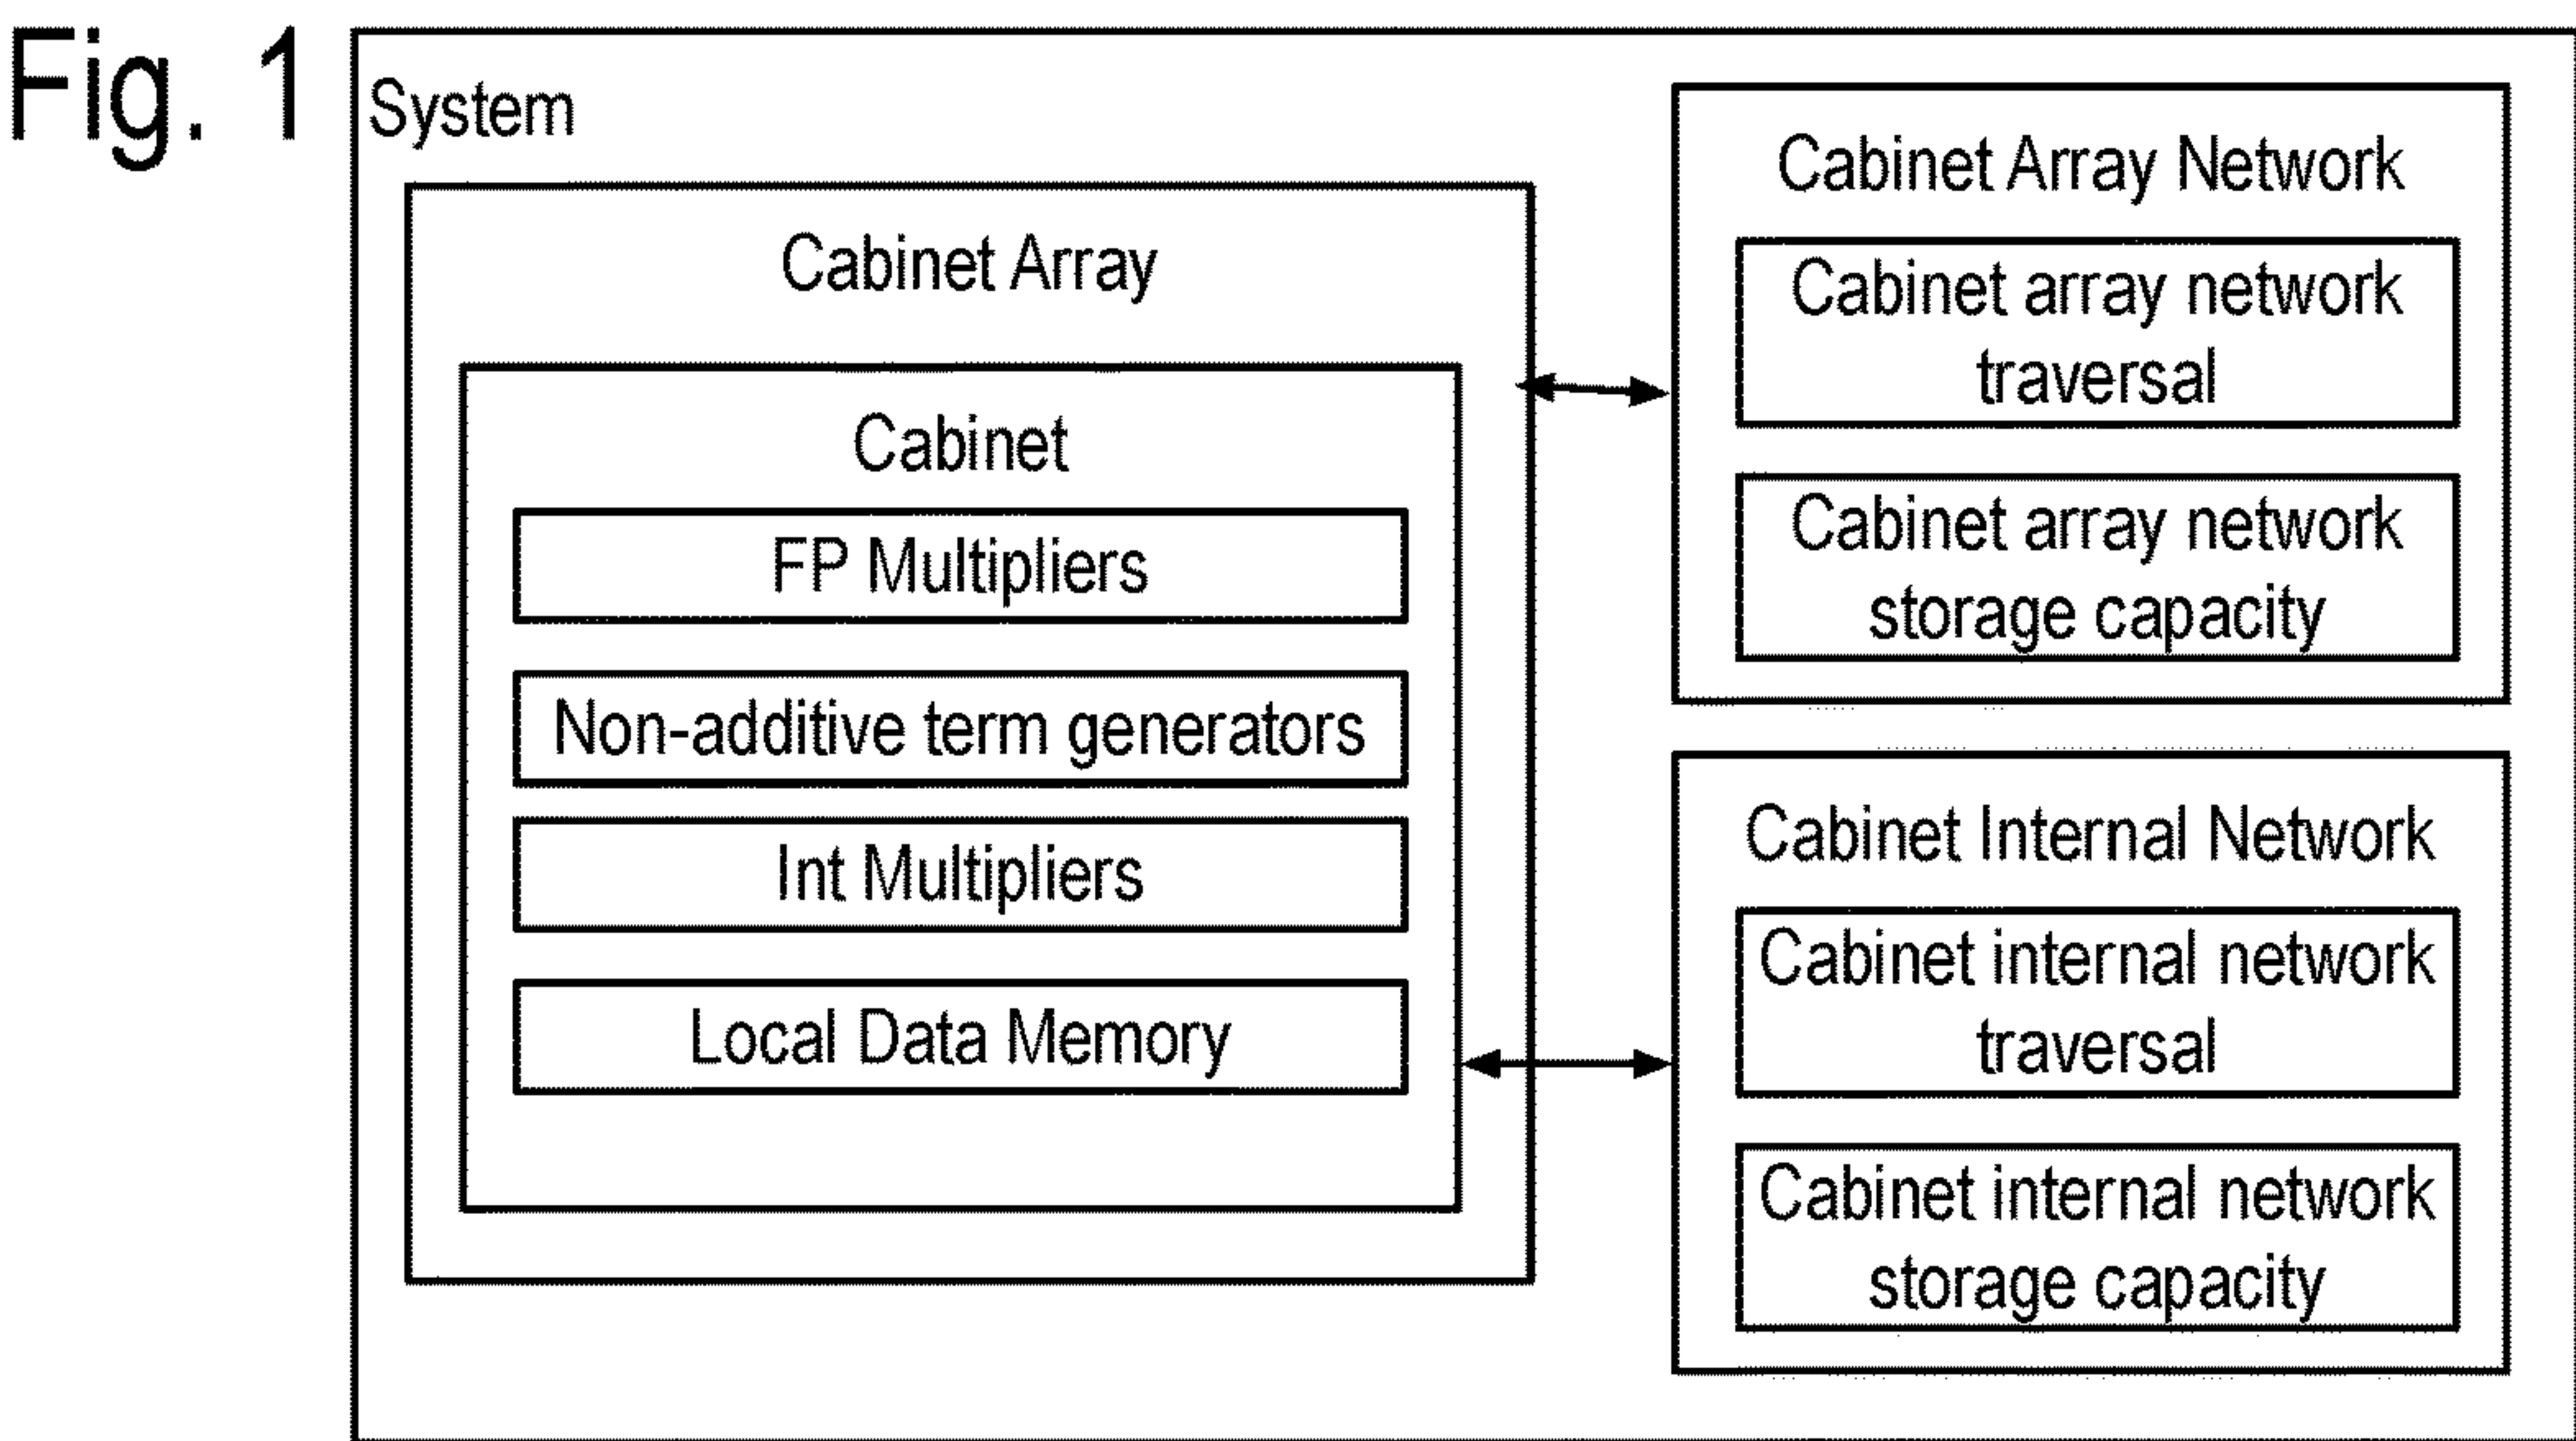 Fig. 1
System
Cabinet Array
Cabinet
FP Multipliers
Non-additive term generators
Int Multipliers
Local Data Memory
Cabinet Array Network
Cabinet array network
traversal
Cabinet array network
storage capacity
Cabinet Internal Network
Cabinet internal network
traversal
Cabinet internal network
storage capacity